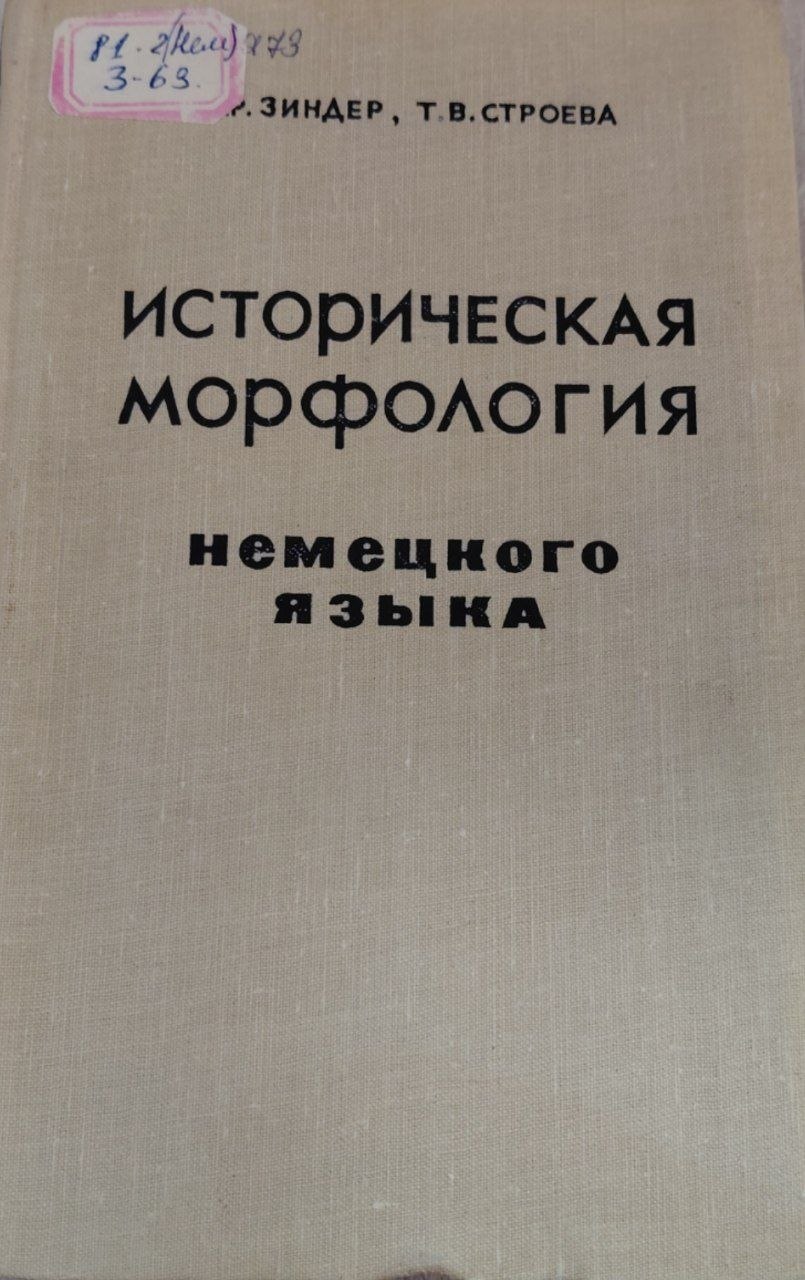 81.2(Нем)я73
З-63.
.Р. ЗИНДЕР, Т. В. СТРОЕВА
ИСТОРИЧЕСКАЯ
МОРФОЛОГИЯ
немецкого
языка